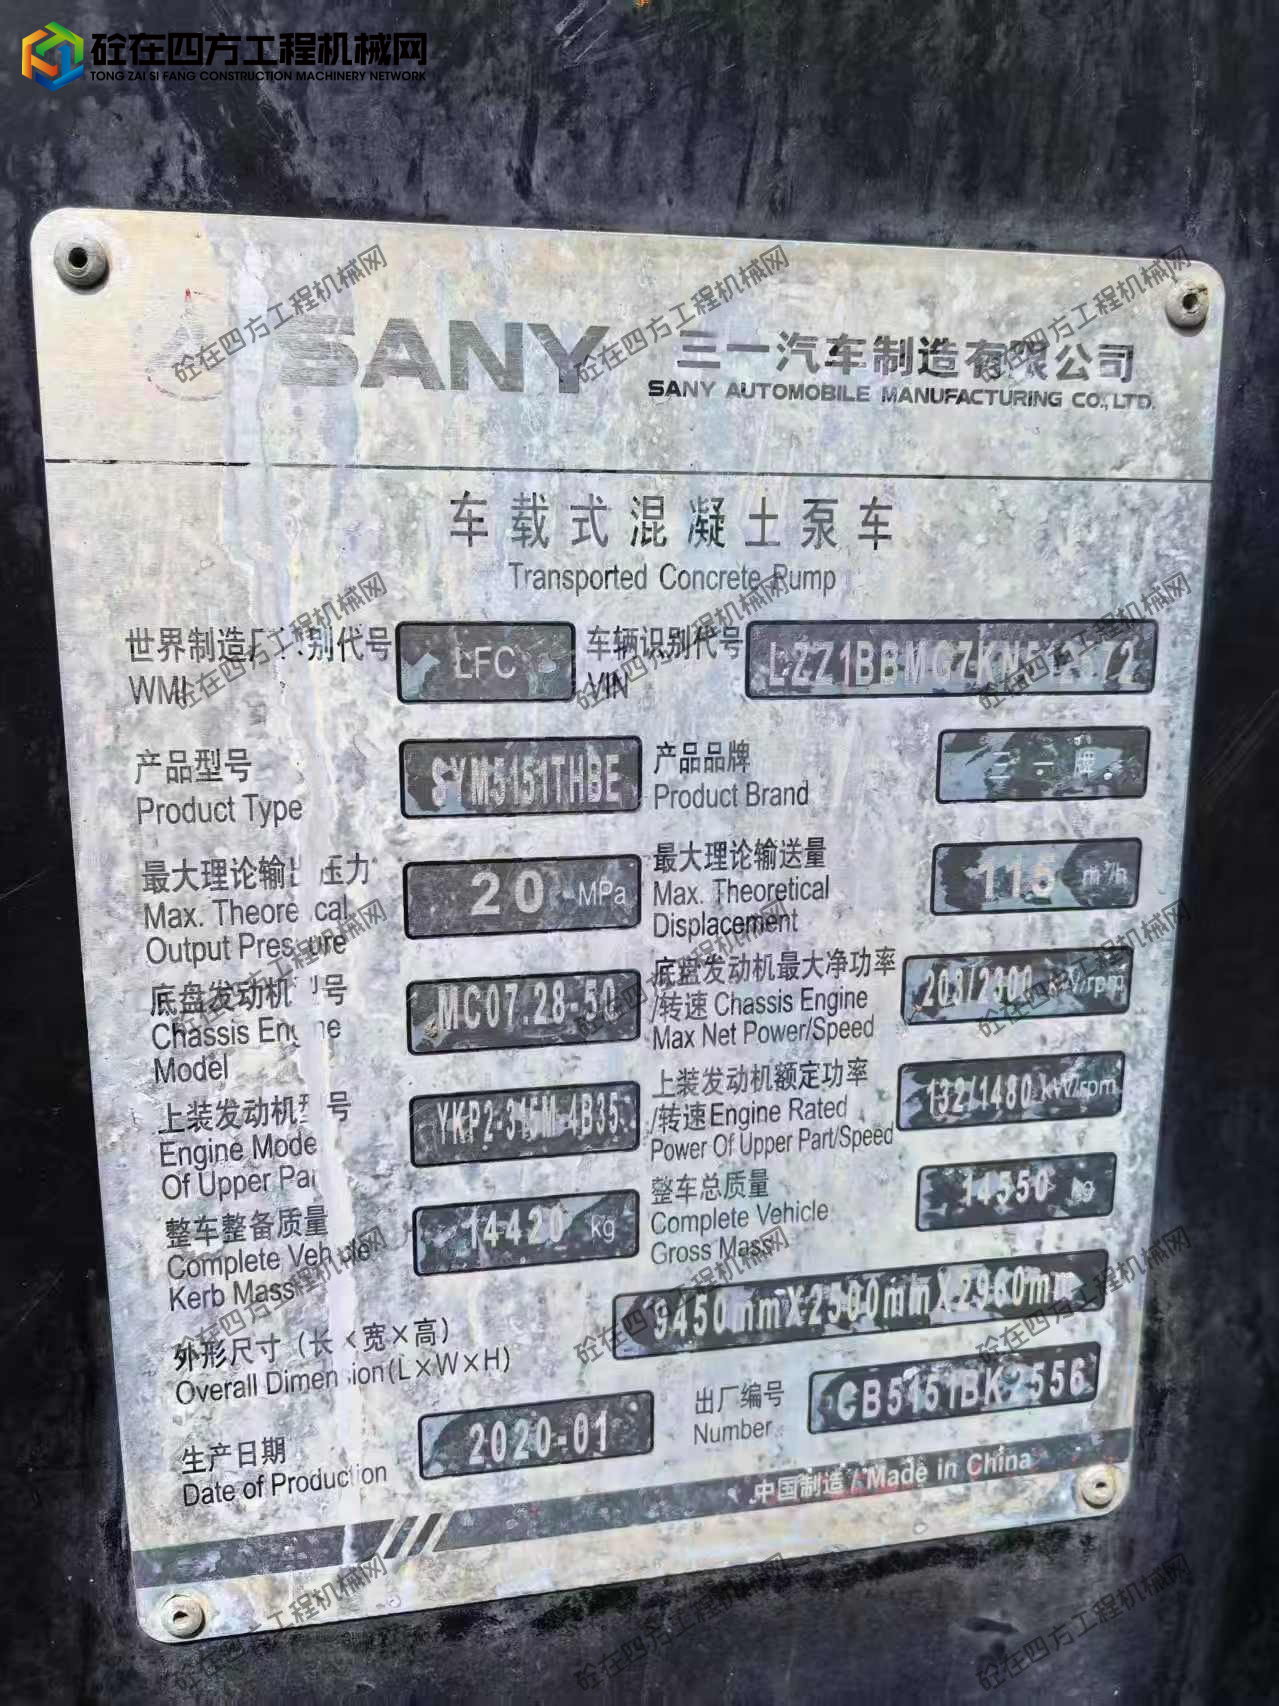 砼在四方工程机械网
TONG ZAI SI FANG CONSTRUCTION MACHINERY NETWORK
SANY 三一汽车制造有限公司
SANY AUTOMOBILE MANUFACTURING CO., LTD.
车载式混凝土泵车
Transported Concrete Pump
世界制造厂识别代号 LFC 车辆识别代号
WMI VIN
产品型号 SYM5151THBE 产品品牌 三一牌
Product Type Product Brand
最大理论输出压力 20 MPa 最大理论输送量 115 m³/h
Max. Theoretical Max. Theoretical
Output Pressure Displacement
底盘发动机型号 MC07.28-50 底盘发动机最大净功率 203/2300 kW/rpm
Chassis Engine /转速 Chassis Engine
Model Max Net Power/Speed
上装发动机型号 YKP2-315M-4B35 上装发动机额定功率 132/1480 kW/rpm
Engine Model /转速 Engine Rated
Of Upper Part Power Of Upper Part/Speed
整车整备质量 14420 kg 整车总质量 14550 kg
Complete Vehicle Complete Vehicle
Kerb Mass Gross Mass
外形尺寸（长×宽×高） 9450mmX2500mmX2960mm
Overall Dimension(L×W×H)
生产日期 2020-01 出厂编号 CB5151BK2556
Date of Production Number
中国制造 / Made in China